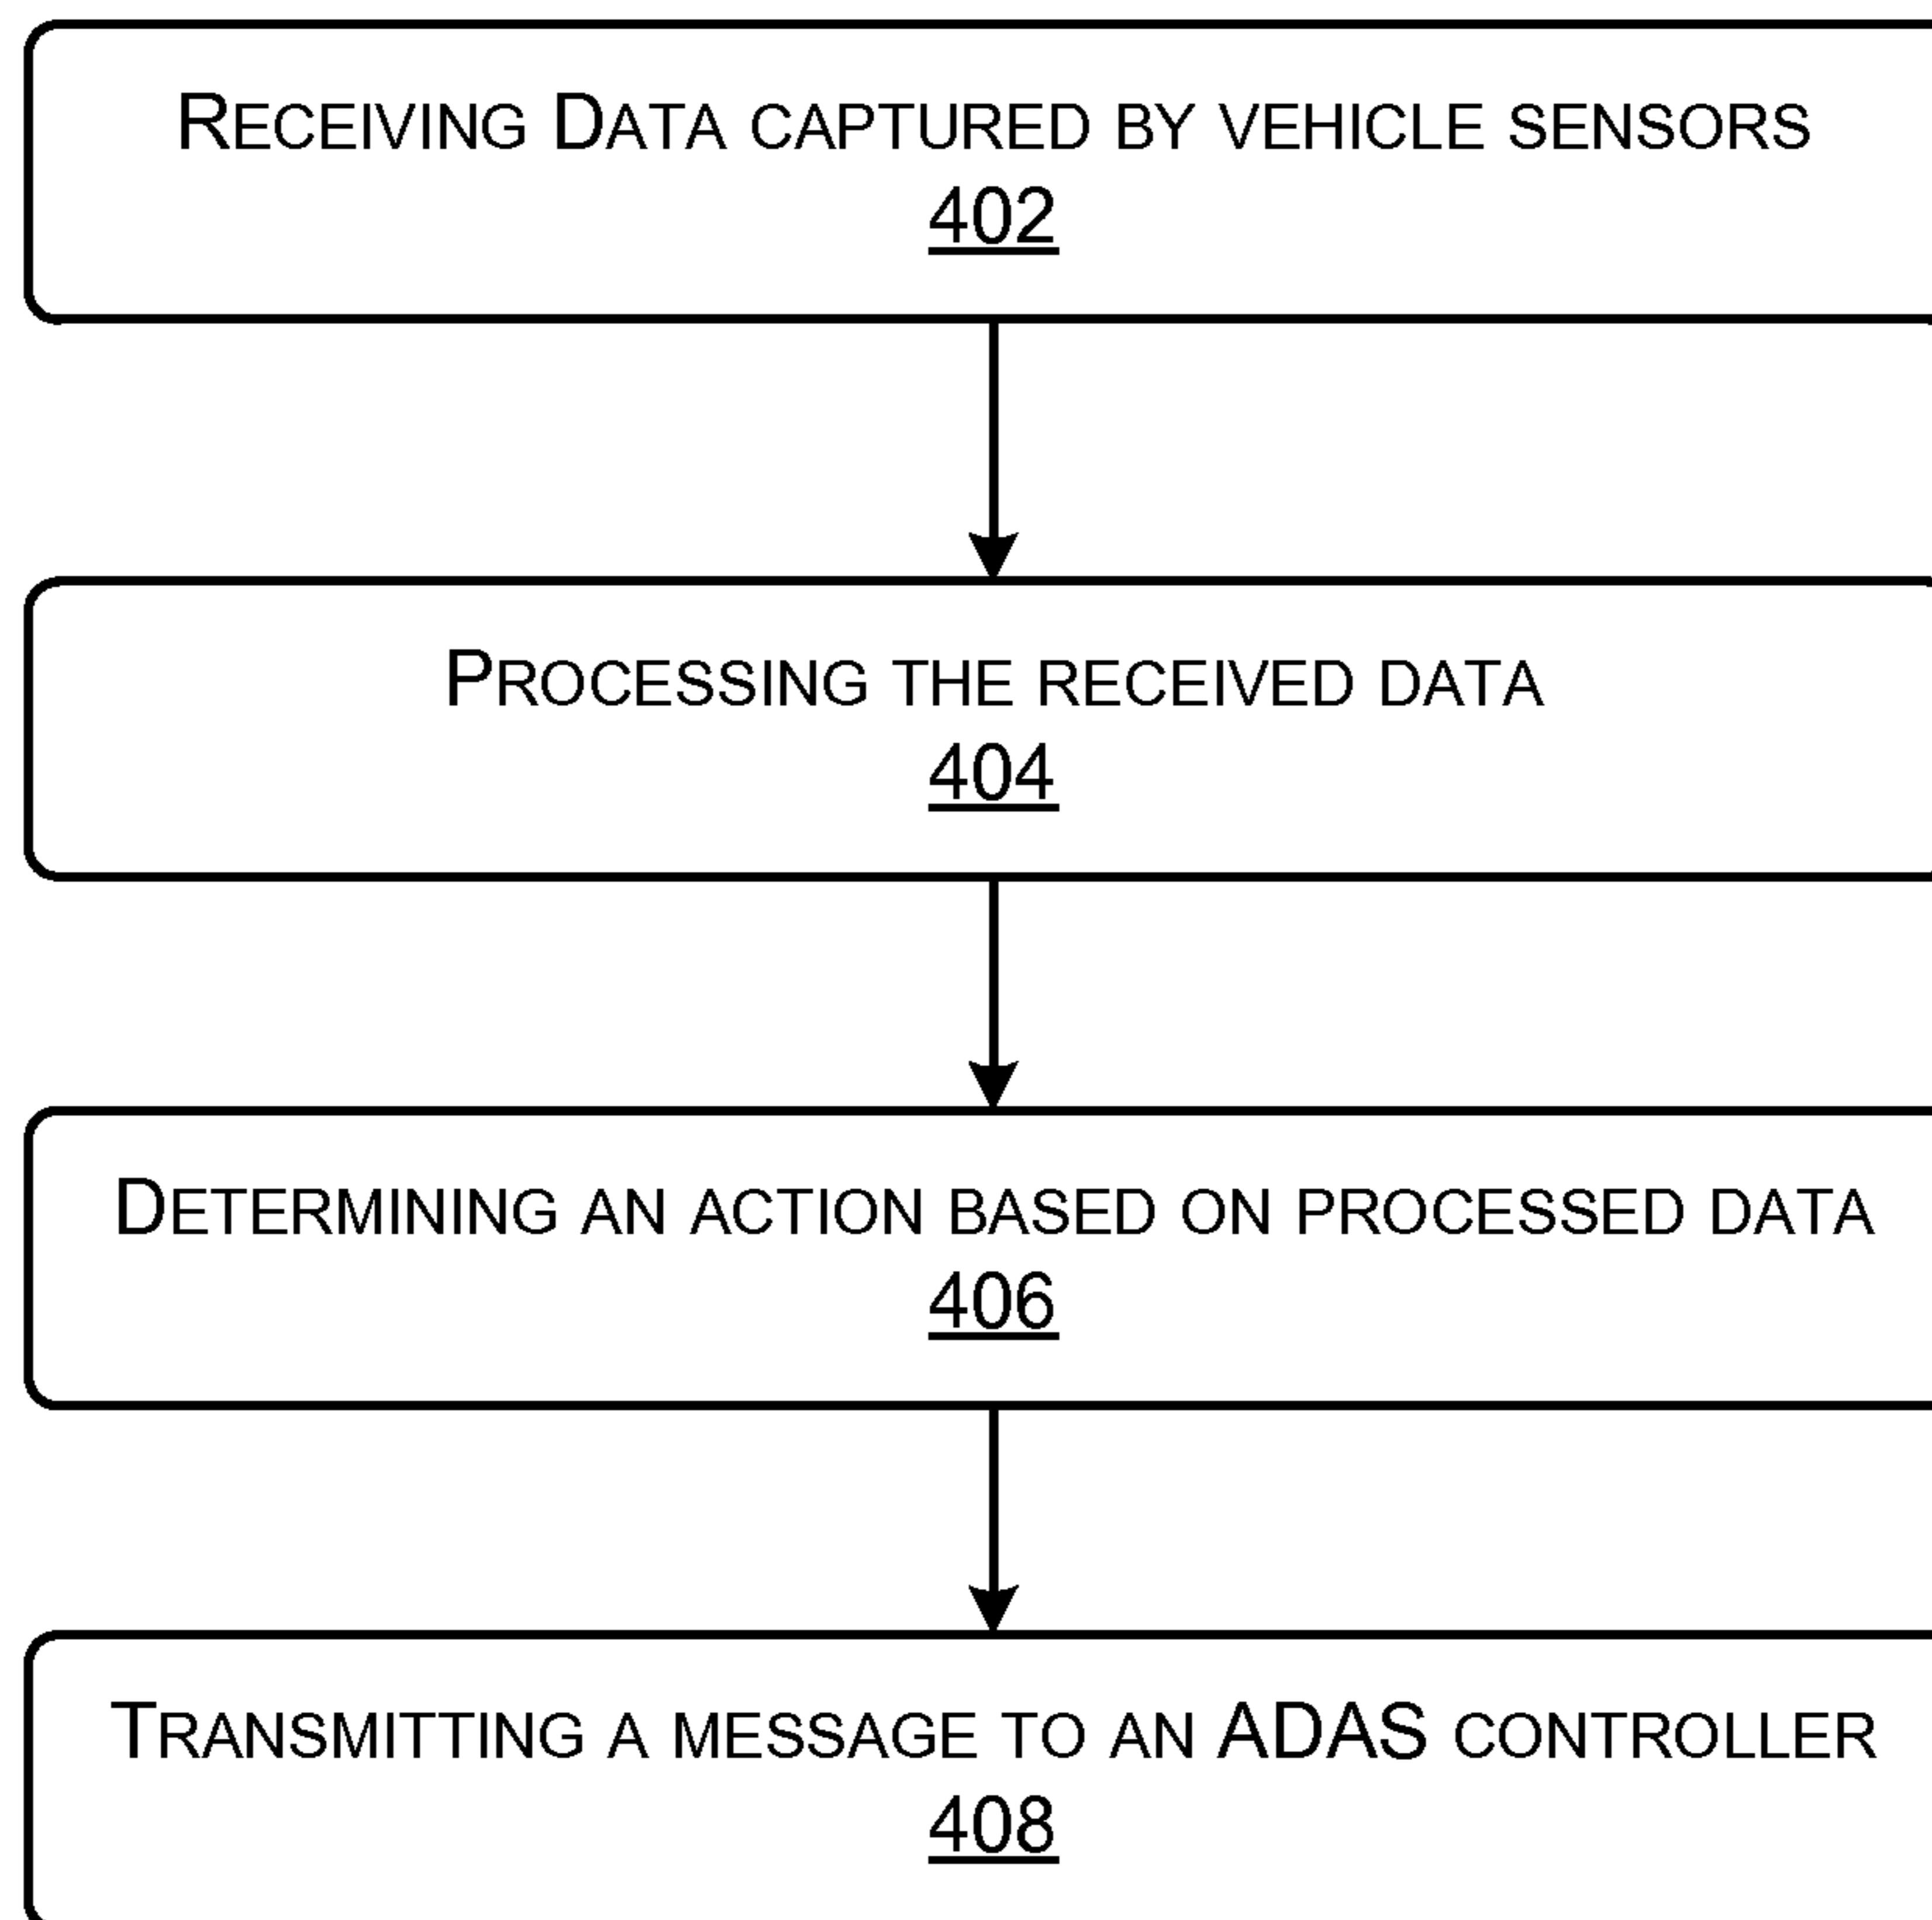 Receiving Data captured by vehicle sensors
402
Processing the received data
404
Determining an action based on processed data
406
Transmitting a message to an ADAS controller
408